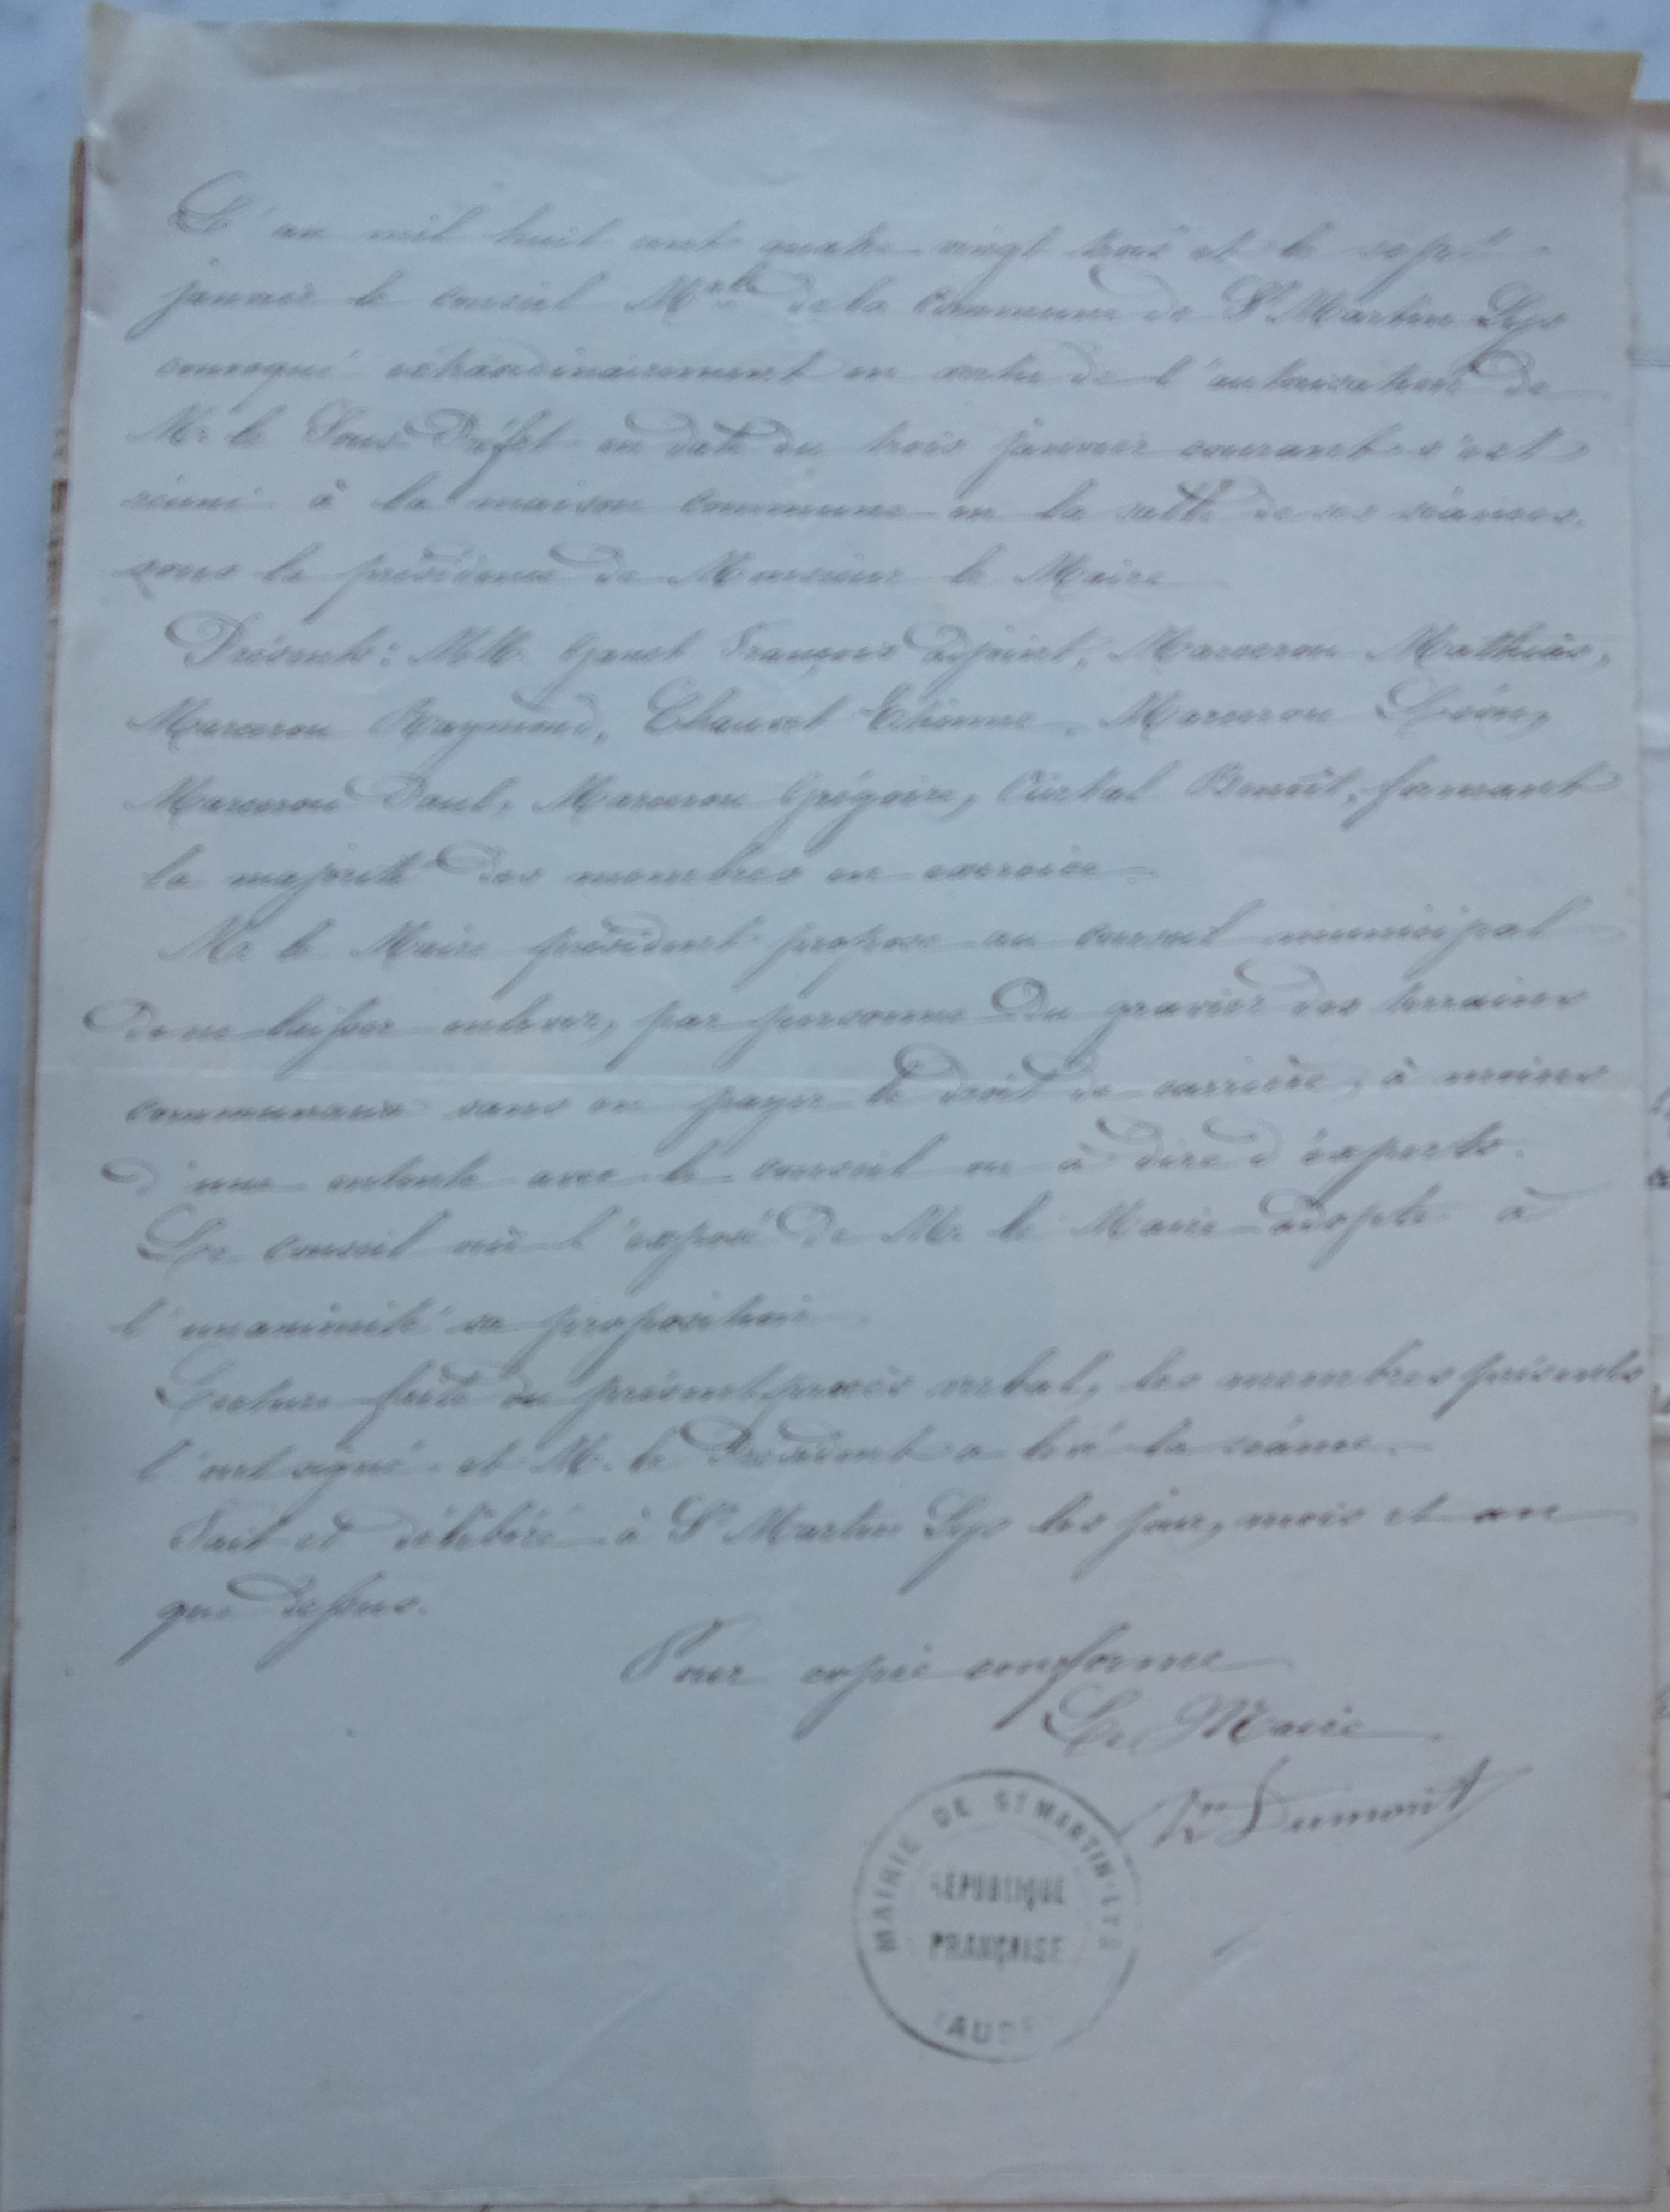 L'an mil huit cent quatre-vingt trois et le sept
janvier le conseil Mpal de la Commune de St Martin Lys
convoqué extraordinairement en vertu de l'autorisation de
Mr le Sous-Préfet en date du trois janvier courant s'est
réuni à la maison commune en la salle de ses séances,
sous la présidence de Monsieur le Maire
Présents: MM. François adjoint, Marcerou Mathieu,
Marcerou Raymond, Etienne, Marcerou Léon,
Marcerou Paul, Marcerou Grégoire, Benoît, formant
la majorité des membres en exercice.
Mr le Maire président propose au conseil municipal
de ne laisser enlever, par personne du gravier des terrains
communaux sans en payer le droit de carrière, à moins
d'une entente avec le conseil ou à dire d'experts.
Le conseil ouï l'exposé de M. le Maire adopte à
l'unanimité sa proposition.
Lecture faite du présent procès verbal, les membres présents
l'ont signé et M. le Président a levé la séance.
Fait et délibéré à St Martin Lys les jour, mois et an
que dessus.
Pour copie conforme
Le Maire
Dumont
MAIRIE DE ST MARTIN-LYS
REPUBLIQUE
FRANÇAISE
(AUDE)